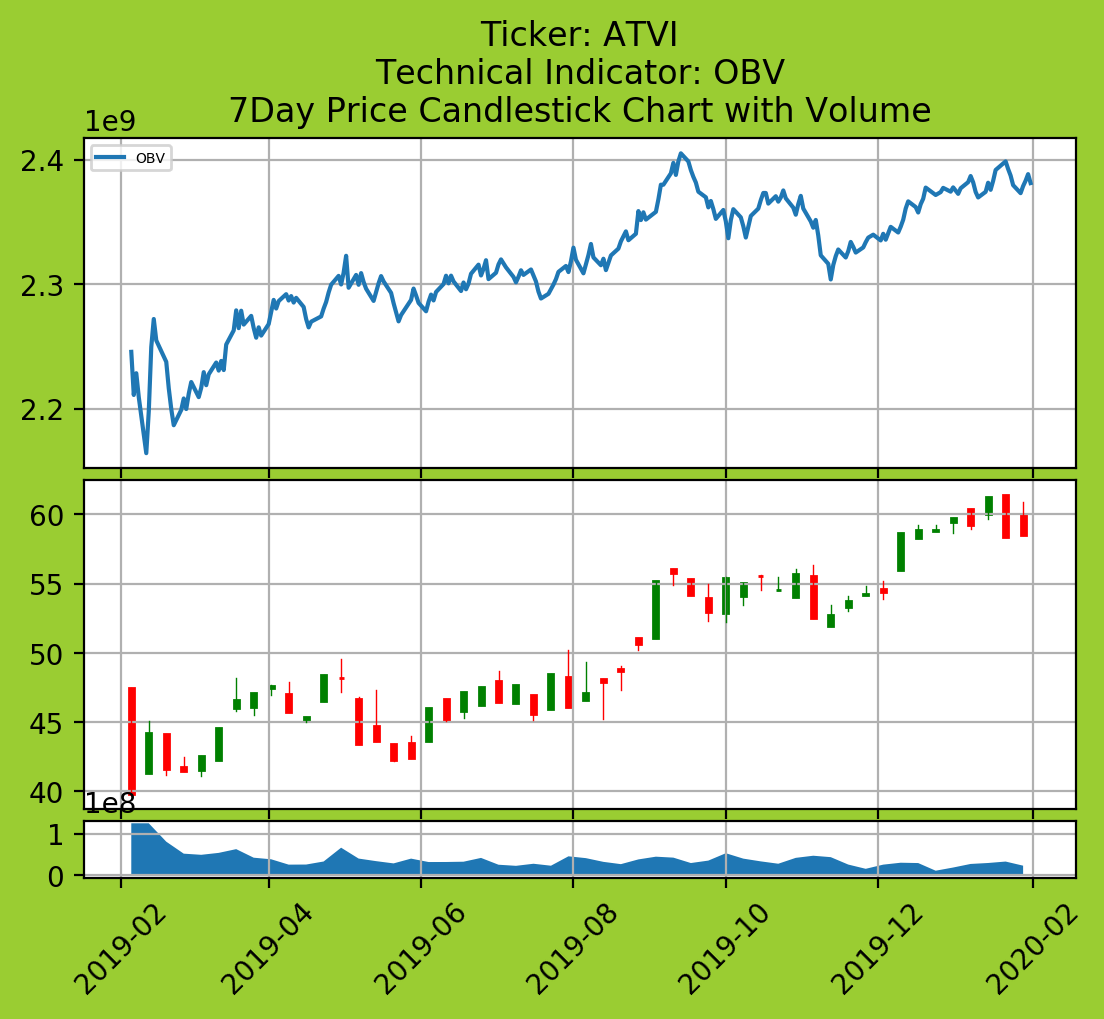 Ticker: ATVI
Technical Indicator: OBV
7Day Price Candlestick Chart with Volume
1e9
OBV
2.4
2.3
2.2
60
55
50
45
40
1e8
1
0
2019-02
2019-04
2019-06
2019-08
2019-10
2019-12
2020-02